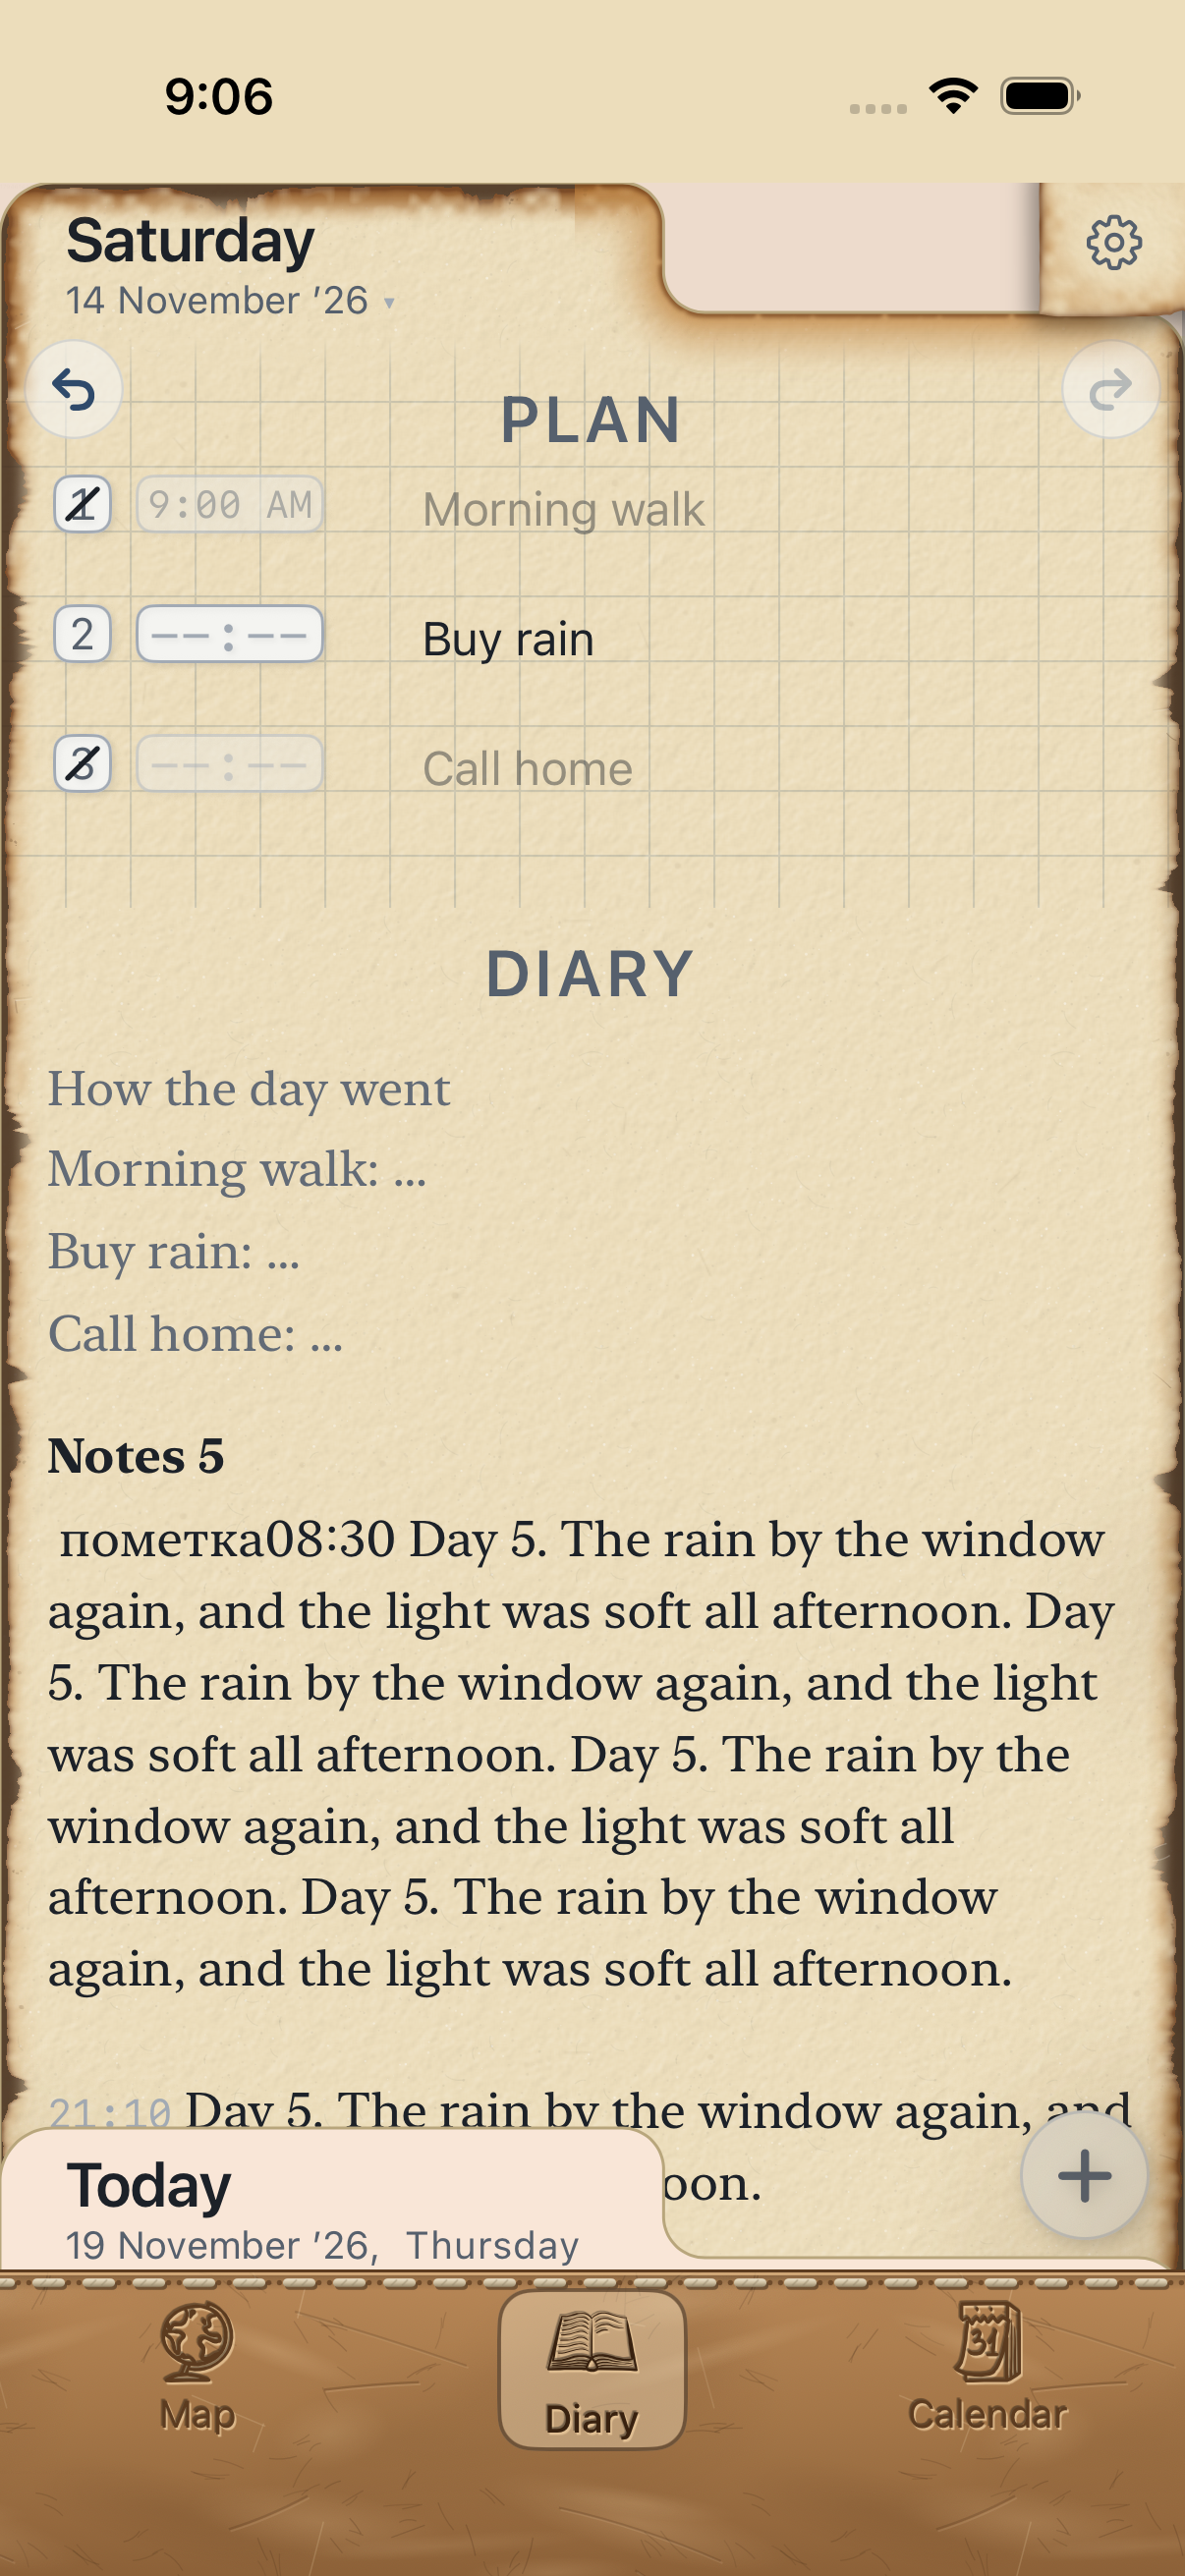 9:06
Saturday
14 November ’26 ▾
PLAN
1 9:00 AM Morning walk
2 --:-- Buy rain
3 --:-- Call home
DIARY
How the day went
Morning walk: ...
Buy rain: ...
Call home: ...
Notes 5
пометка08:30 Day 5. The rain by the window
again, and the light was soft all afternoon. Day
5. The rain by the window again, and the light
was soft all afternoon. Day 5. The rain by the
window again, and the light was soft all
afternoon. Day 5. The rain by the window
again, and the light was soft all afternoon.
21:10 Day 5. The rain by the window again, and
oon.
Today
19 November ’26, Thursday
31
Map
Diary
Calendar